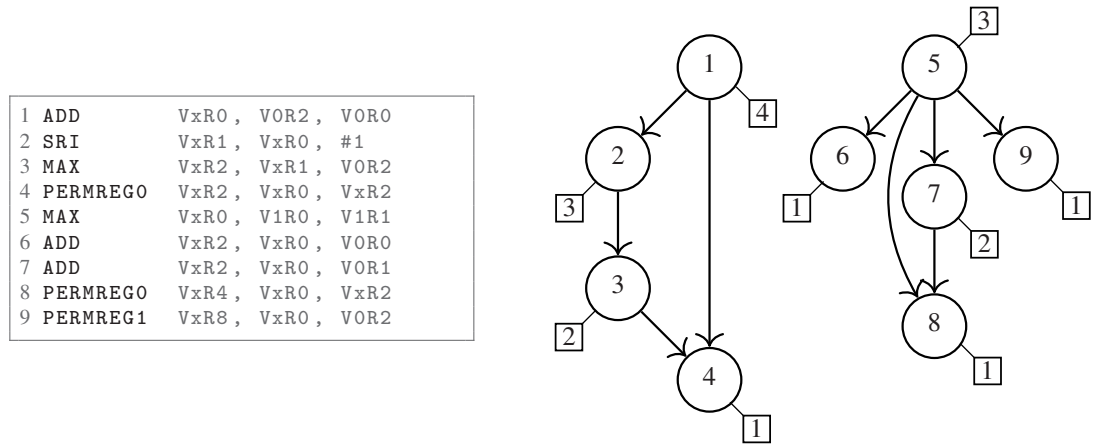 1 ADD VxR0, V0R2, V0R0
2 SRI VxR1, VxR0, #1
3 MAX VxR2, VxR1, V0R2
4 PERMREG0 VxR2, VxR0, VxR2
5 MAX VxR0, V1R0, V1R1
6 ADD VxR2, VxR0, V0R0
7 ADD VxR2, VxR0, V0R1
8 PERMREG0 VxR4, VxR0, VxR2
9 PERMREG1 VxR8, VxR0, V0R2
1
4
2
3
3
2
4
1
3
5
6
1
9
1
7
2
8
1